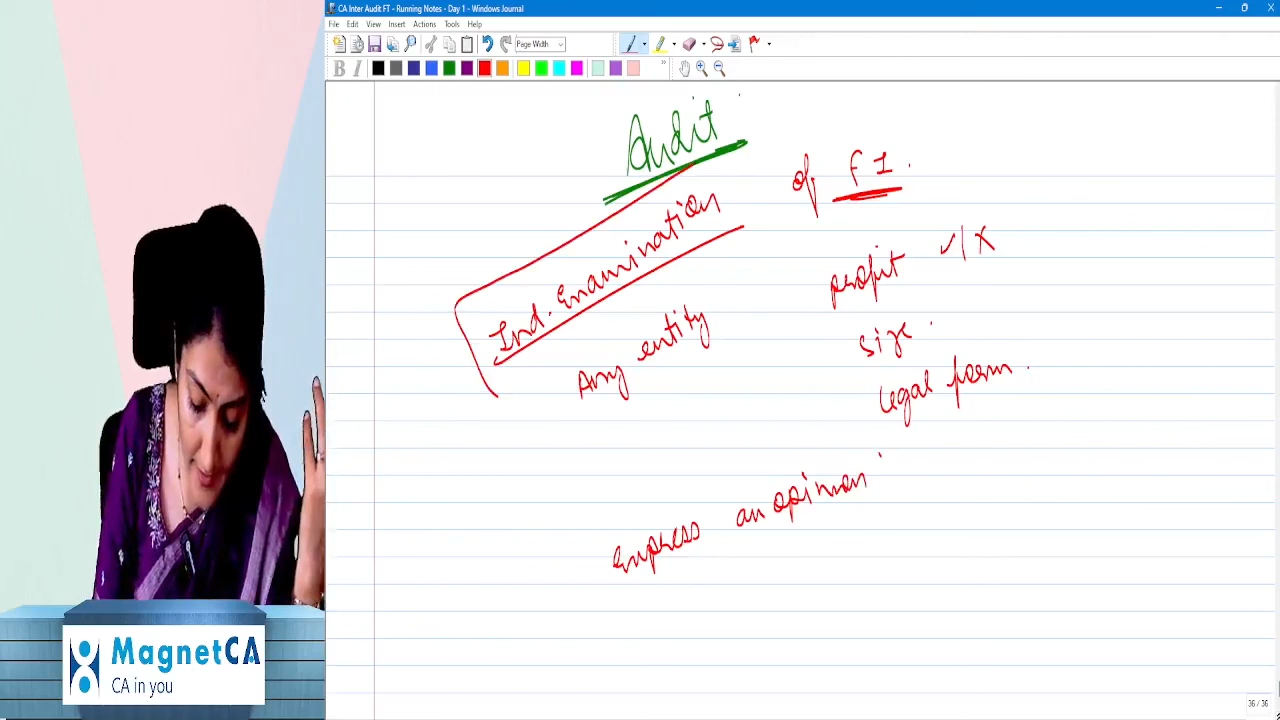 CA Inter Audit FT - Running Notes - Day 1 - Windows Journal
File Edit View Insert Actions Tools Help
Page Width
B I
Audit
Ind. Examination of FI.
Any entity
profit ✓/X
size.
legal form.
Express an opinion
MagnetCA
CA in you
36 / 36